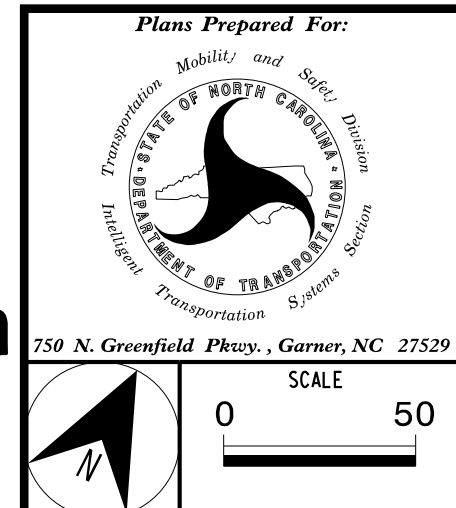 Plans Prepared For:
Transportation Mobility and Safety Division
STATE OF NORTH CAROLINA
DEPARTMENT OF TRANSPORTATION
Intelligent Transportation Systems Section
750 N. Greenfield Pkwy. , Garner, NC 27529
N
SCALE
0 50